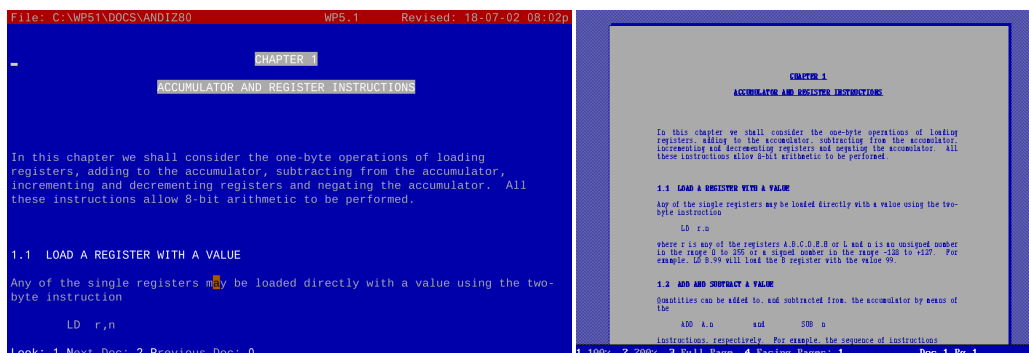 File: C:\WP51\DOCS\ANDIZ80 WP5.1 Revised: 18-07-02 08:02p
CHAPTER 1
ACCUMULATOR AND REGISTER INSTRUCTIONS
In this chapter we shall consider the one-byte operations of loading
registers, adding to the accumulator, subtracting from the accumulator,
incrementing and decrementing registers and negating the accumulator. All
these instructions allow 8-bit arithmetic to be performed.
1.1 LOAD A REGISTER WITH A VALUE
Any of the single registers may be loaded directly with a value using the two-
byte instruction
LD r,n
Look: 1 Next Doc; 2 Previous Doc: 0
CHAPTER 1
ACCUMULATOR AND REGISTER INSTRUCTIONS
In this chapter we shall consider the one-byte operations of loading
registers, adding to the accumulator, subtracting from the accumulator,
incrementing and decrementing registers and negating the accumulator. All
these instructions allow 8-bit arithmetic to be performed.
1.1 LOAD A REGISTER WITH A VALUE
Any of the single registers may be loaded directly with a value using the two-
byte instruction
LD r,n
where r is any of the registers A,B,C,D,E,H or L and n is an unsigned number
in the range 0 to 255 or a signed number in the range -128 to +127. For
example, LD B,99 will load the B register with the value 99.
1.2 ADD AND SUBTRACT A VALUE
Quantities can be added to, and subtracted from, the accumulator by means of
the
ADD A,n and SUB n
instructions, respectively. For example, the sequence of instructions
1 100% 2 200% 3 Full Page 4 Facing Pages: 1 Doc 1 Pg 1